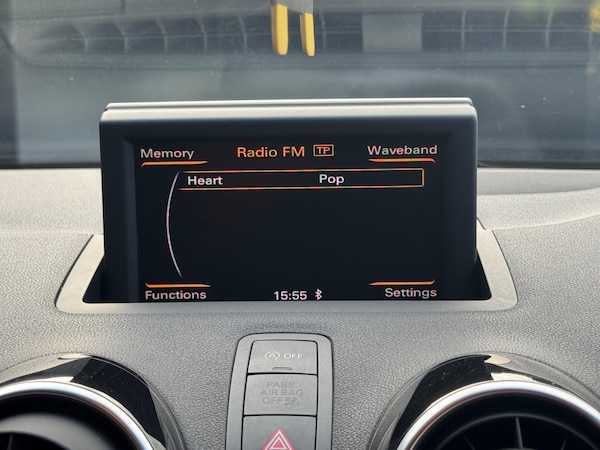 Memory Radio FM TP Waveband
Heart Pop
Functions 15:55 Settings
A OFF
PASS
AIR BAG
OFF